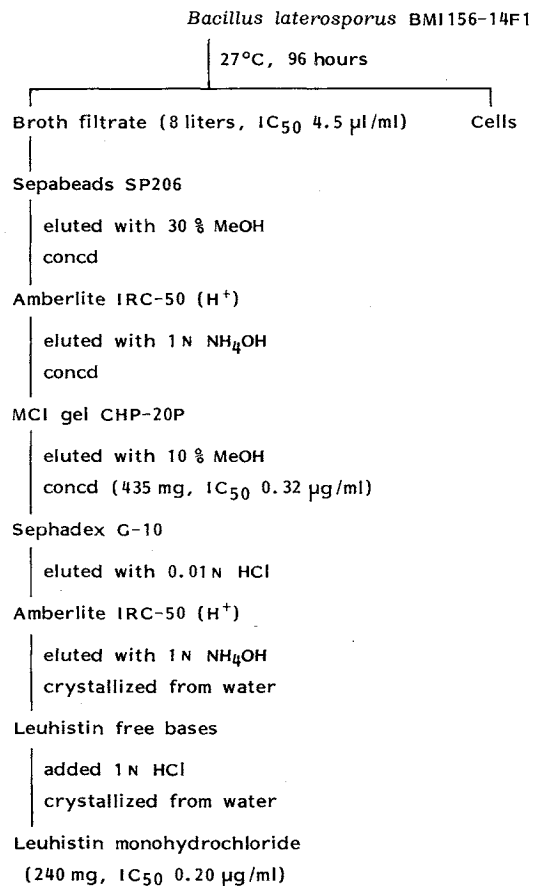 Bacillus laterosporus BMI156-14F1
27°C, 96 hours
Broth filtrate (8 liters, IC50 4.5 μl/ml) Cells
Sepabeads SP206
eluted with 30 % MeOH
concd
Amberlite IRC-50 (H+)
eluted with 1 N NH4OH
concd
MCI gel CHP-20P
eluted with 10 % MeOH
concd (435 mg, IC50 0.32 μg/ml)
Sephadex G-10
eluted with 0.01 N HCl
Amberlite IRC-50 (H+)
eluted with 1 N NH4OH
crystallized from water
Leuhistin free bases
added 1 N HCl
crystallized from water
Leuhistin monohydrochloride
(240 mg, IC50 0.20 μg/ml)